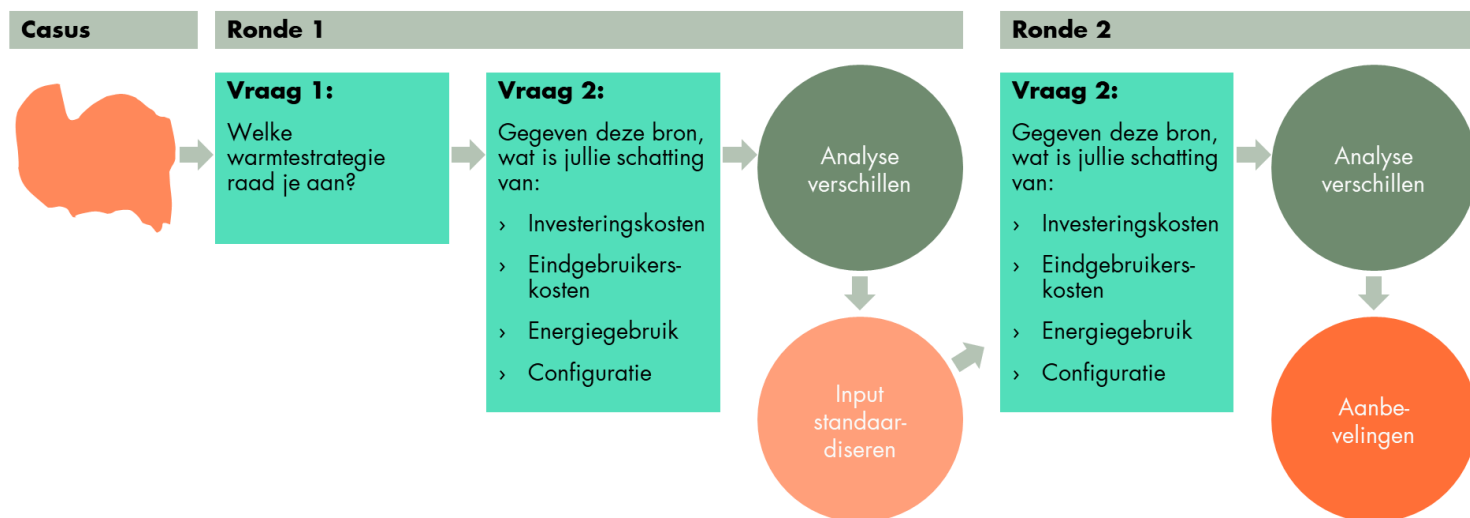 Casus
Ronde 1
Vraag 1:
Welke
warmtestrategie
raad je aan?
Vraag 2:
Gegeven deze bron,
wat is jullie schatting
van:
› Investeringskosten
› Eindgebruikers-
kosten
› Energiegebruik
› Configuratie
Analyse
verschillen
Input
standaar-
diseren
Ronde 2
Vraag 2:
Gegeven deze bron,
wat is jullie schatting
van:
› Investeringskosten
› Eindgebruikers-
kosten
› Energiegebruik
› Configuratie
Analyse
verschillen
Aanbe-
velingen